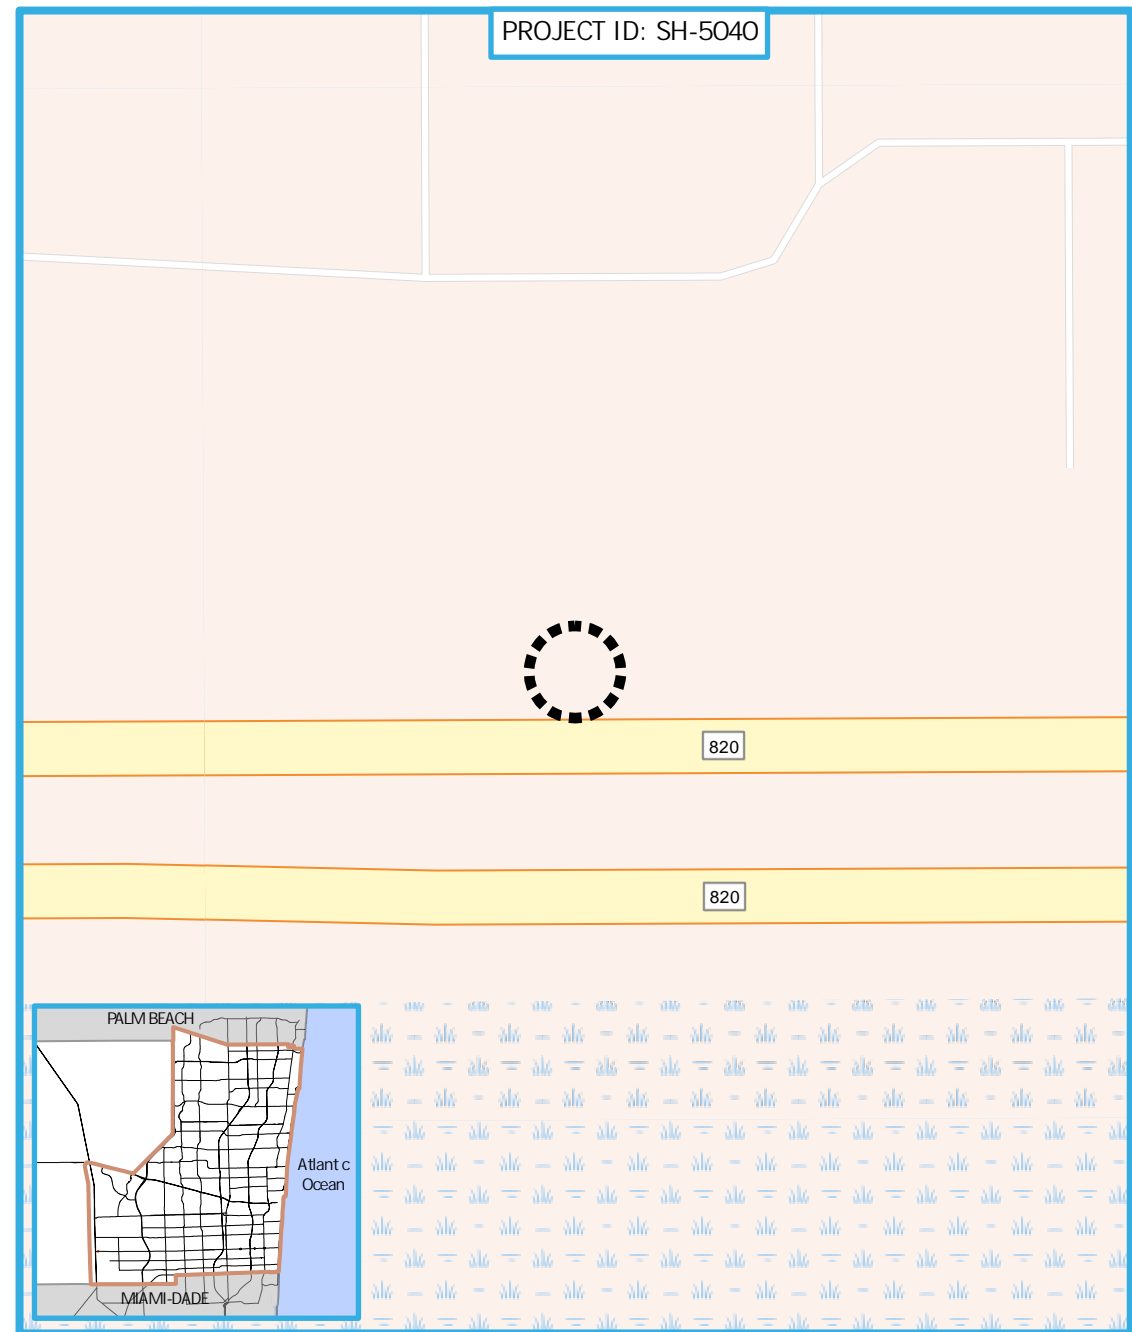 PROJECT ID: SH-5040
820
820
PALM BEACH
Atlant c
Ocean
MIAMI-DADE